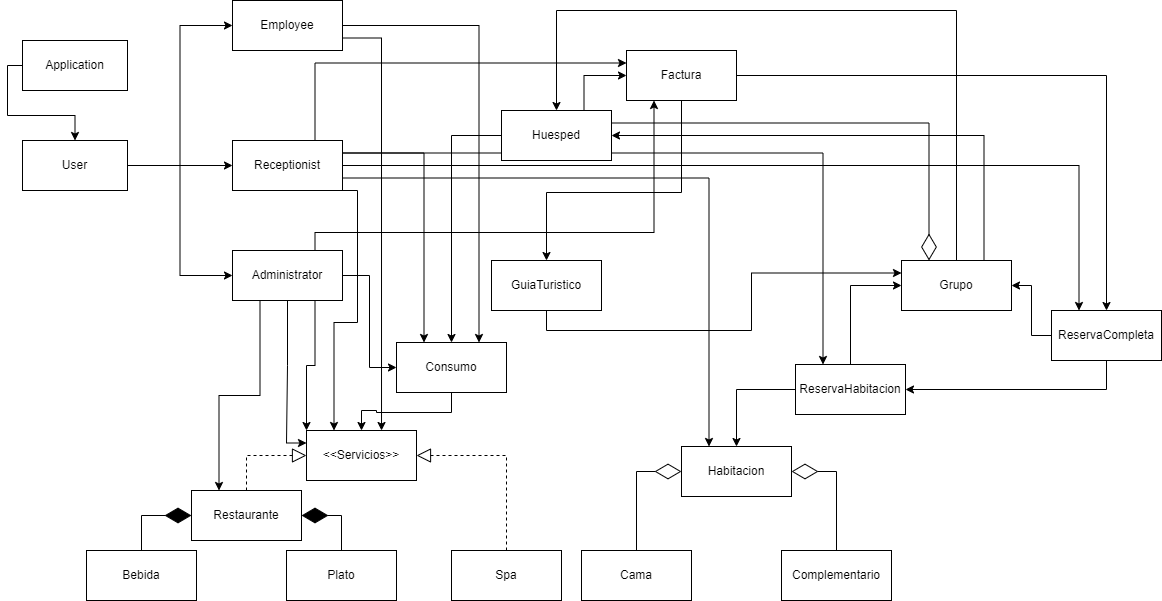 Employee
Application
Factura
Huesped
User
Receptionist
Administrator
GuiaTuristico
Grupo
ReservaCompleta
Consumo
ReservaHabitacion
<<Servicios>>
Habitacion
Restaurante
Bebida
Plato
Spa
Cama
Complementario